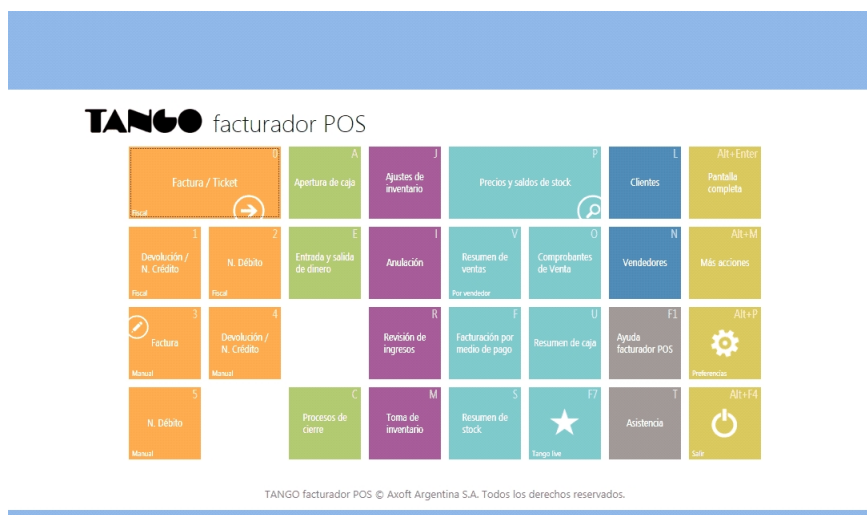 TANGO facturador POS
0
Factura / Ticket
Fiscal
A
Apertura de caja
J
Ajustes de
inventario
P
Precios y saldos de stock
L
Clientes
Alt+Enter
Pantalla
completa
1
Devolución /
N. Crédito
Fiscal
2
N. Débito
Fiscal
E
Entrada y salida
de dinero
I
Anulación
V
Resumen de
ventas
Por vendedor
O
Comprobantes
de Venta
N
Vendedores
Alt+M
Más acciones
3
Factura
Manual
4
Devolución /
N. Crédito
Manual
R
Revisión de
ingresos
F
Facturación por
medio de pago
U
Resumen de caja
F1
Ayuda
facturador POS
Alt+P
Preferencias
5
N. Débito
Manual
C
Procesos de
cierre
M
Toma de
inventario
S
Resumen de
stock
F7
Tango live
T
Asistencia
Alt+F4
Salir
TANGO facturador POS © Axoft Argentina S.A. Todos los derechos reservados.